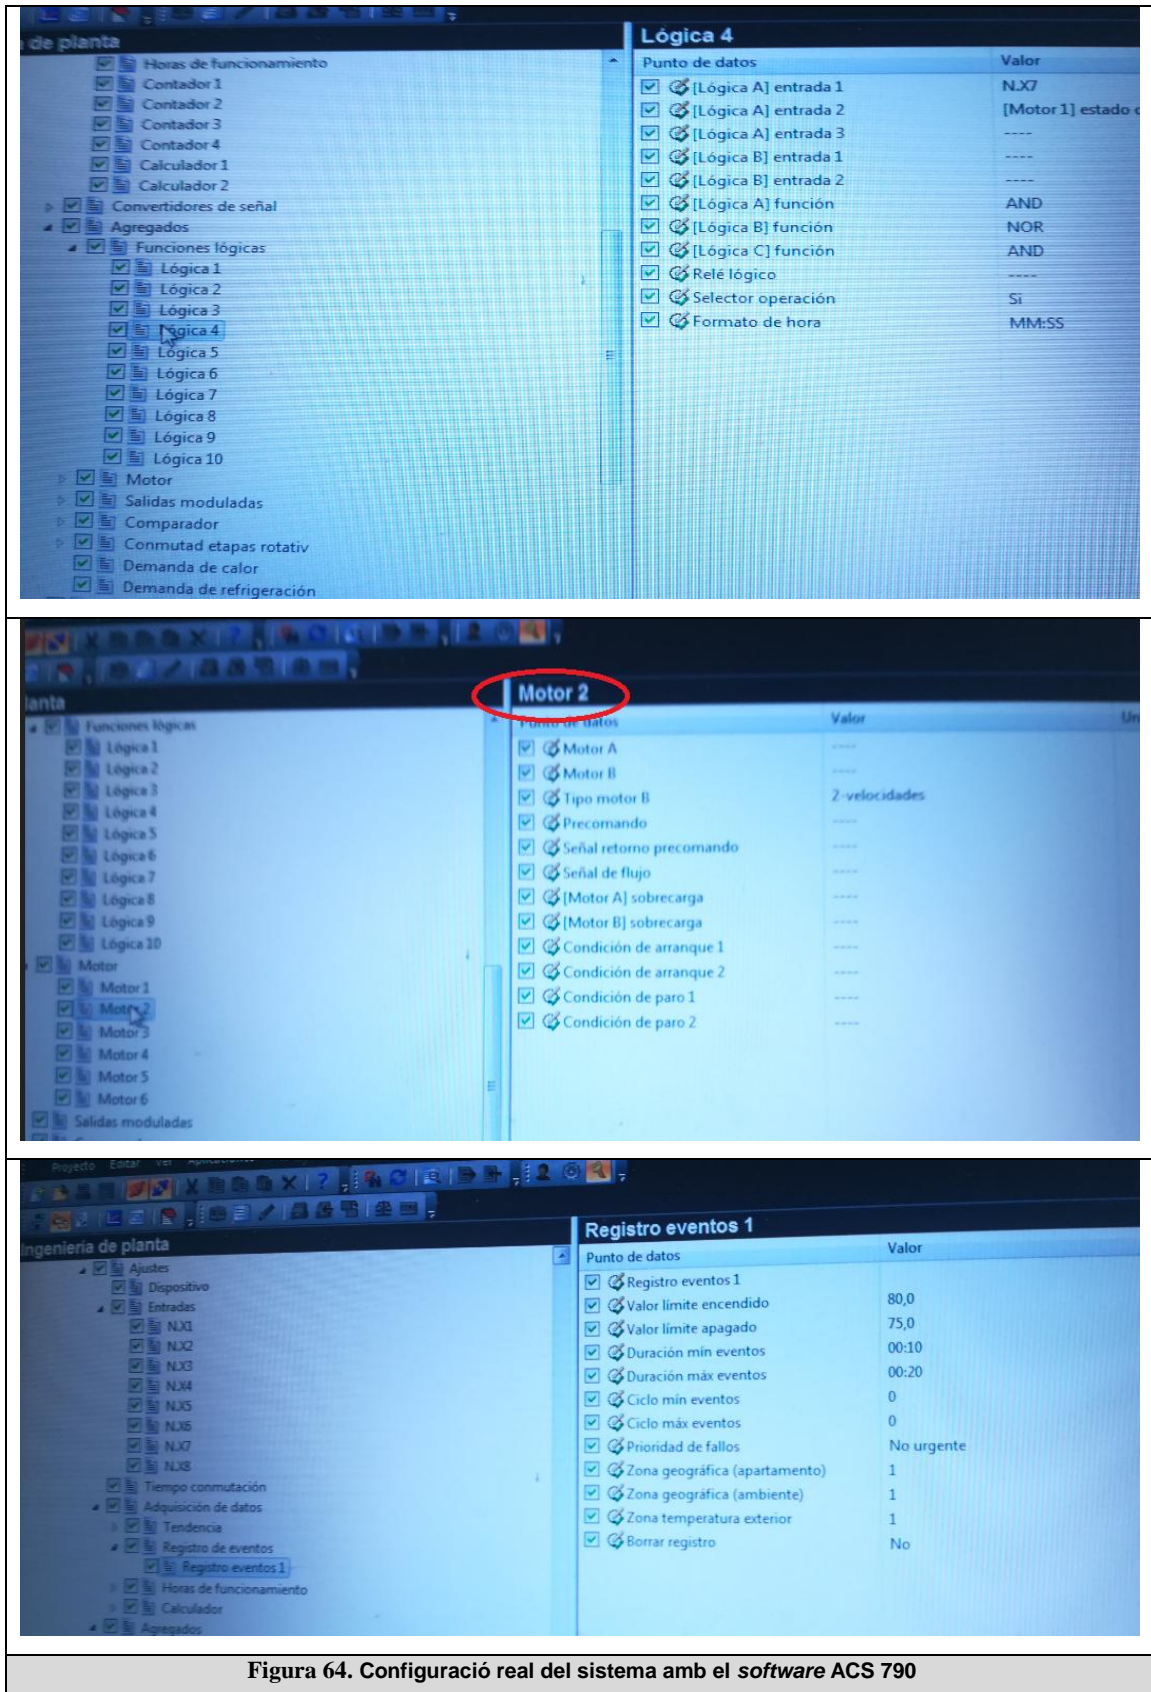 de planta
Horas de funcionamiento
Contador 1
Contador 2
Contador 3
Contador 4
Calculador 1
Calculador 2
Convertidores de señal
Agregados
Funciones lógicas
Lógica 1
Lógica 2
Lógica 3
Lógica 4
Lógica 5
Lógica 6
Lógica 7
Lógica 8
Lógica 9
Lógica 10
Motor
Salidas moduladas
Comparador
Conmutad etapas rotativ
Demanda de calor
Demanda de refrigeración
Lógica 4
Punto de datos Valor
[Lógica A] entrada 1 N.X7
[Lógica A] entrada 2 [Motor 1] estado
[Lógica A] entrada 3 ----
[Lógica B] entrada 1 ----
[Lógica B] entrada 2 ----
[Lógica A] función AND
[Lógica B] función NOR
[Lógica C] función AND
Relé lógico ----
Selector operación Si
Formato de hora MM:SS
lanta
Funciones lógicas
Lógica 1
Lógica 2
Lógica 3
Lógica 4
Lógica 5
Lógica 6
Lógica 7
Lógica 8
Lógica 9
Lógica 10
Motor
Motor 1
Motor 2
Motor 3
Motor 4
Motor 5
Motor 6
Salidas moduladas
Motor 2
Punto de datos Valor Un
Motor A ----
Motor B ----
Tipo motor B 2-velocidades
Precomando ----
Señal retorno precomando ----
Señal de flujo ----
[Motor A] sobrecarga ----
[Motor B] sobrecarga ----
Condición de arranque 1 ----
Condición de arranque 2 ----
Condición de paro 1 ----
Condición de paro 2 ----
Proyecto Editar Ver
Ingeniería de planta
Ajustes
Dispositivo
Entradas
N.X1
N.X2
N.X3
N.X4
N.X5
N.X6
N.X7
N.X8
Tiempo conmutación
Adquisición de datos
Tendencia
Registro de eventos
Registro eventos 1
Horas de funcionamiento
Calculador
Agregados
Registro eventos 1
Punto de datos Valor
Registro eventos 1
Valor límite encendido 80,0
Valor límite apagado 75,0
Duración mín eventos 00:10
Duración máx eventos 00:20
Ciclo mín eventos 0
Ciclo máx eventos 0
Prioridad de fallos No urgente
Zona geográfica (apartamento) 1
Zona geográfica (ambiente) 1
Zona temperatura exterior 1
Borrar registro No
Figura 64. Configuració real del sistema amb el software ACS 790